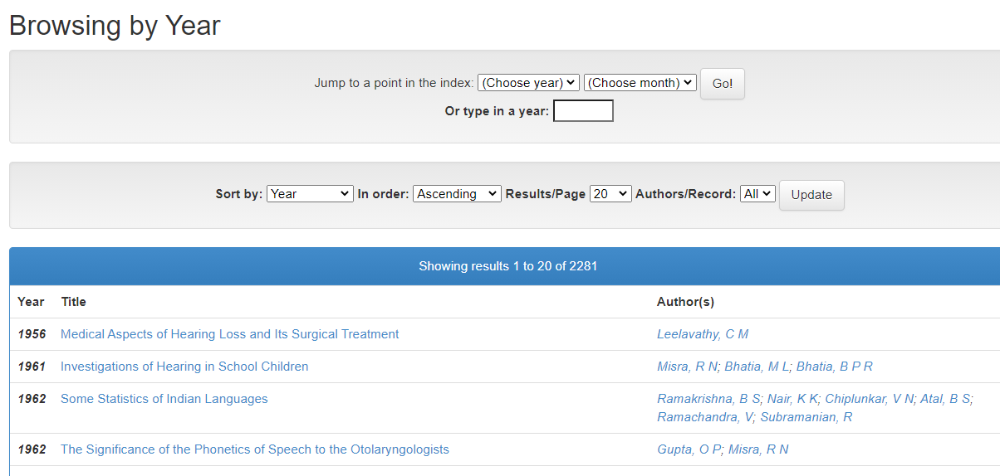 Browsing by Year
Jump to a point in the index: (Choose year) (Choose month) Go!
Or type in a year:
Sort by: Year In order: Ascending Results/Page 20 Authors/Record: All Update
Showing results 1 to 20 of 2281
Year Title Author(s)
1956 Medical Aspects of Hearing Loss and Its Surgical Treatment Leelavathy, C M
1961 Investigations of Hearing in School Children Misra, R N; Bhatia, M L; Bhatia, B P R
1962 Some Statistics of Indian Languages Ramakrishna, B S; Nair, K K; Chiplunkar, V N; Atal, B S;
Ramachandra, V; Subramanian, R
1962 The Significance of the Phonetics of Speech to the Otolaryngologists Gupta, O P; Misra, R N